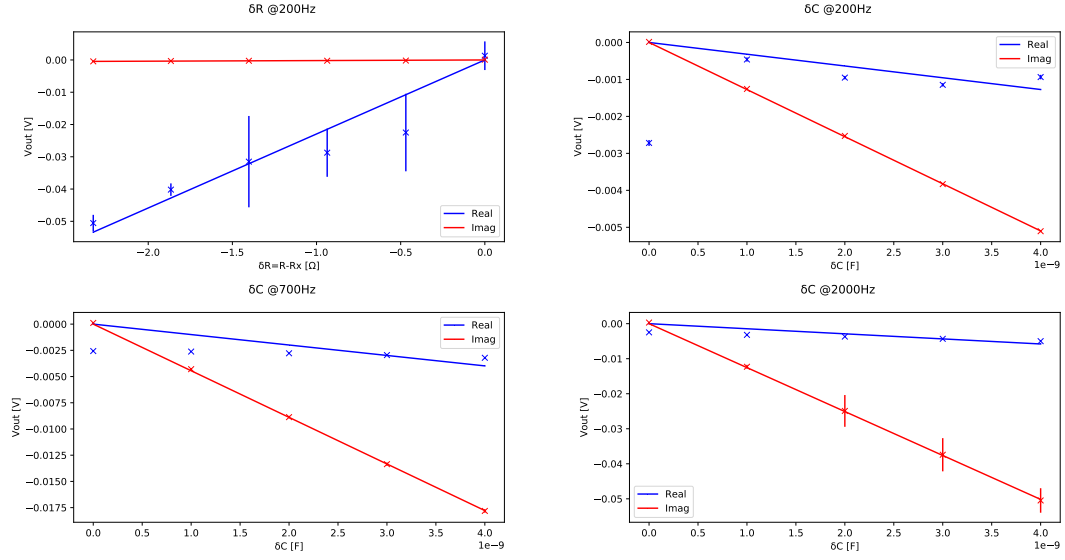 δR @200Hz
Vout [V]
0.00
−0.01
−0.02
−0.03
−0.04
−0.05
−2.0
−1.5
−1.0
−0.5
0.0
δR=R-Rx [Ω]
Real
Imag
δC @200Hz
Vout [V]
0.000
−0.001
−0.002
−0.003
−0.004
−0.005
0.0
0.5
1.0
1.5
2.0
2.5
3.0
3.5
4.0
1e−9
δC [F]
Real
Imag
δC @700Hz
Vout [V]
0.0000
−0.0025
−0.0050
−0.0075
−0.0100
−0.0125
−0.0150
−0.0175
0.0
0.5
1.0
1.5
2.0
2.5
3.0
3.5
4.0
1e−9
δC [F]
Real
Imag
δC @2000Hz
Vout [V]
0.00
−0.01
−0.02
−0.03
−0.04
−0.05
0.0
0.5
1.0
1.5
2.0
2.5
3.0
3.5
4.0
1e−9
δC [F]
Real
Imag